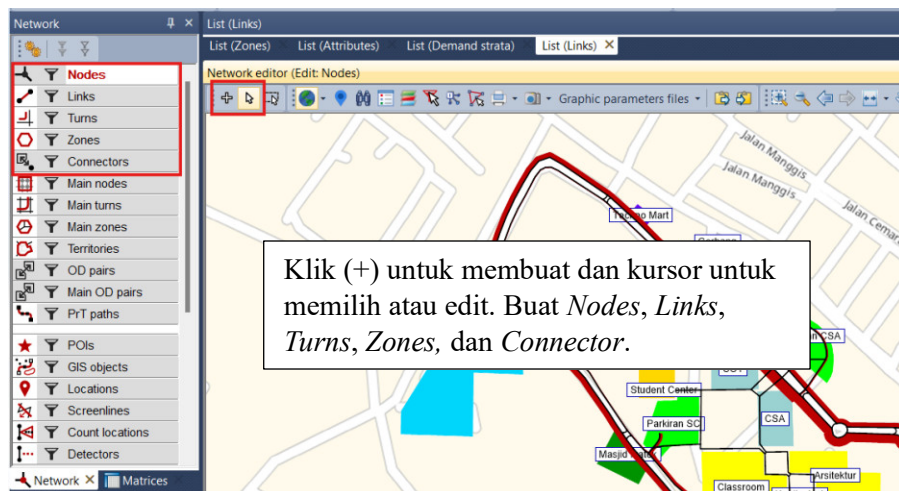 Network
List (Links)
List (Zones)
List (Attributes)
List (Demand strata)
List (Links)
Network editor (Edit: Nodes)
Graphic parameters files
Nodes
Links
Turns
Zones
Connectors
Main nodes
Main turns
Main zones
Territories
OD pairs
Main OD pairs
PrT paths
POIs
GIS objects
Locations
Screenlines
Count locations
Detectors
Network
Matrices
Jalan Manggis
Jalan Manggis
Jalan Cemar
Mart
Klik (+) untuk membuat dan kursor untuk
memilih atau edit. Buat Nodes, Links,
Turns, Zones, dan Connector.
CSA
Student Center
Parkiran SC
CSA
Masjid
Arsitektur
Classroom